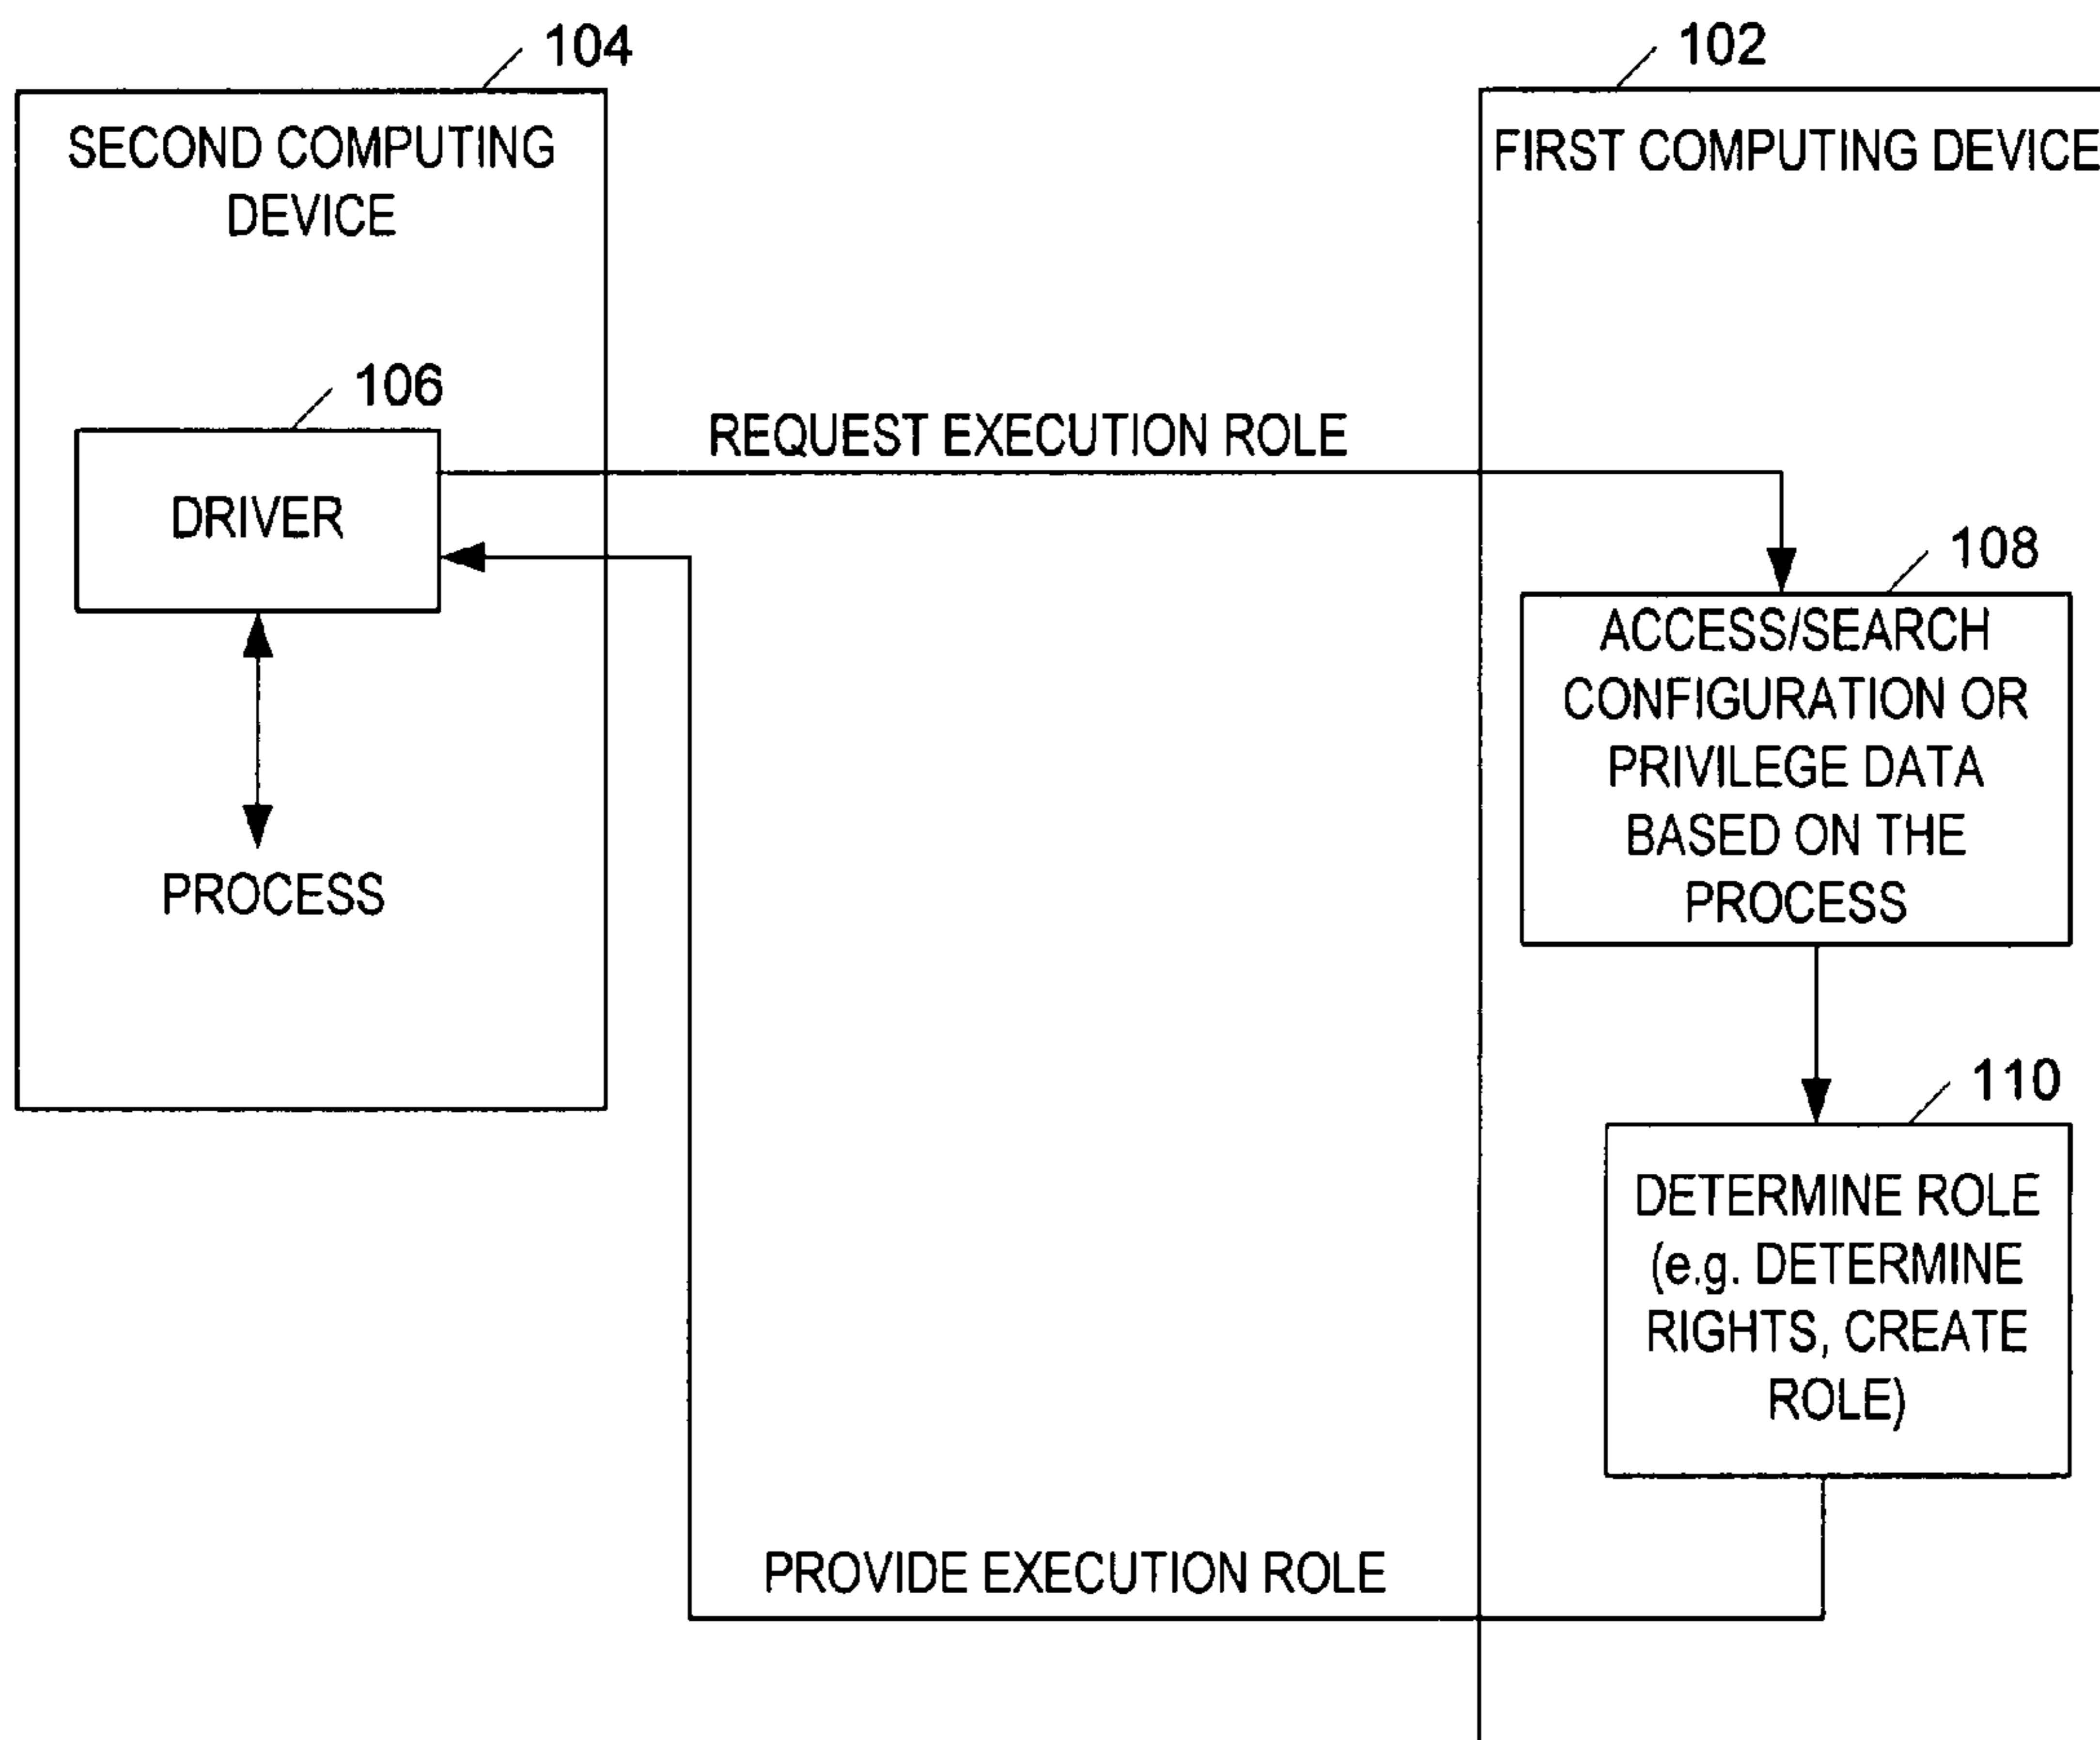 104
SECOND COMPUTING
DEVICE
102
FIRST COMPUTING DEVICE
106
DRIVER
REQUEST EXECUTION ROLE
PROCESS
108
ACCESS/SEARCH
CONFIGURATION OR
PRIVILEGE DATA
BASED ON THE
PROCESS
110
DETERMINE ROLE
(e.g. DETERMINE
RIGHTS, CREATE
ROLE)
PROVIDE EXECUTION ROLE